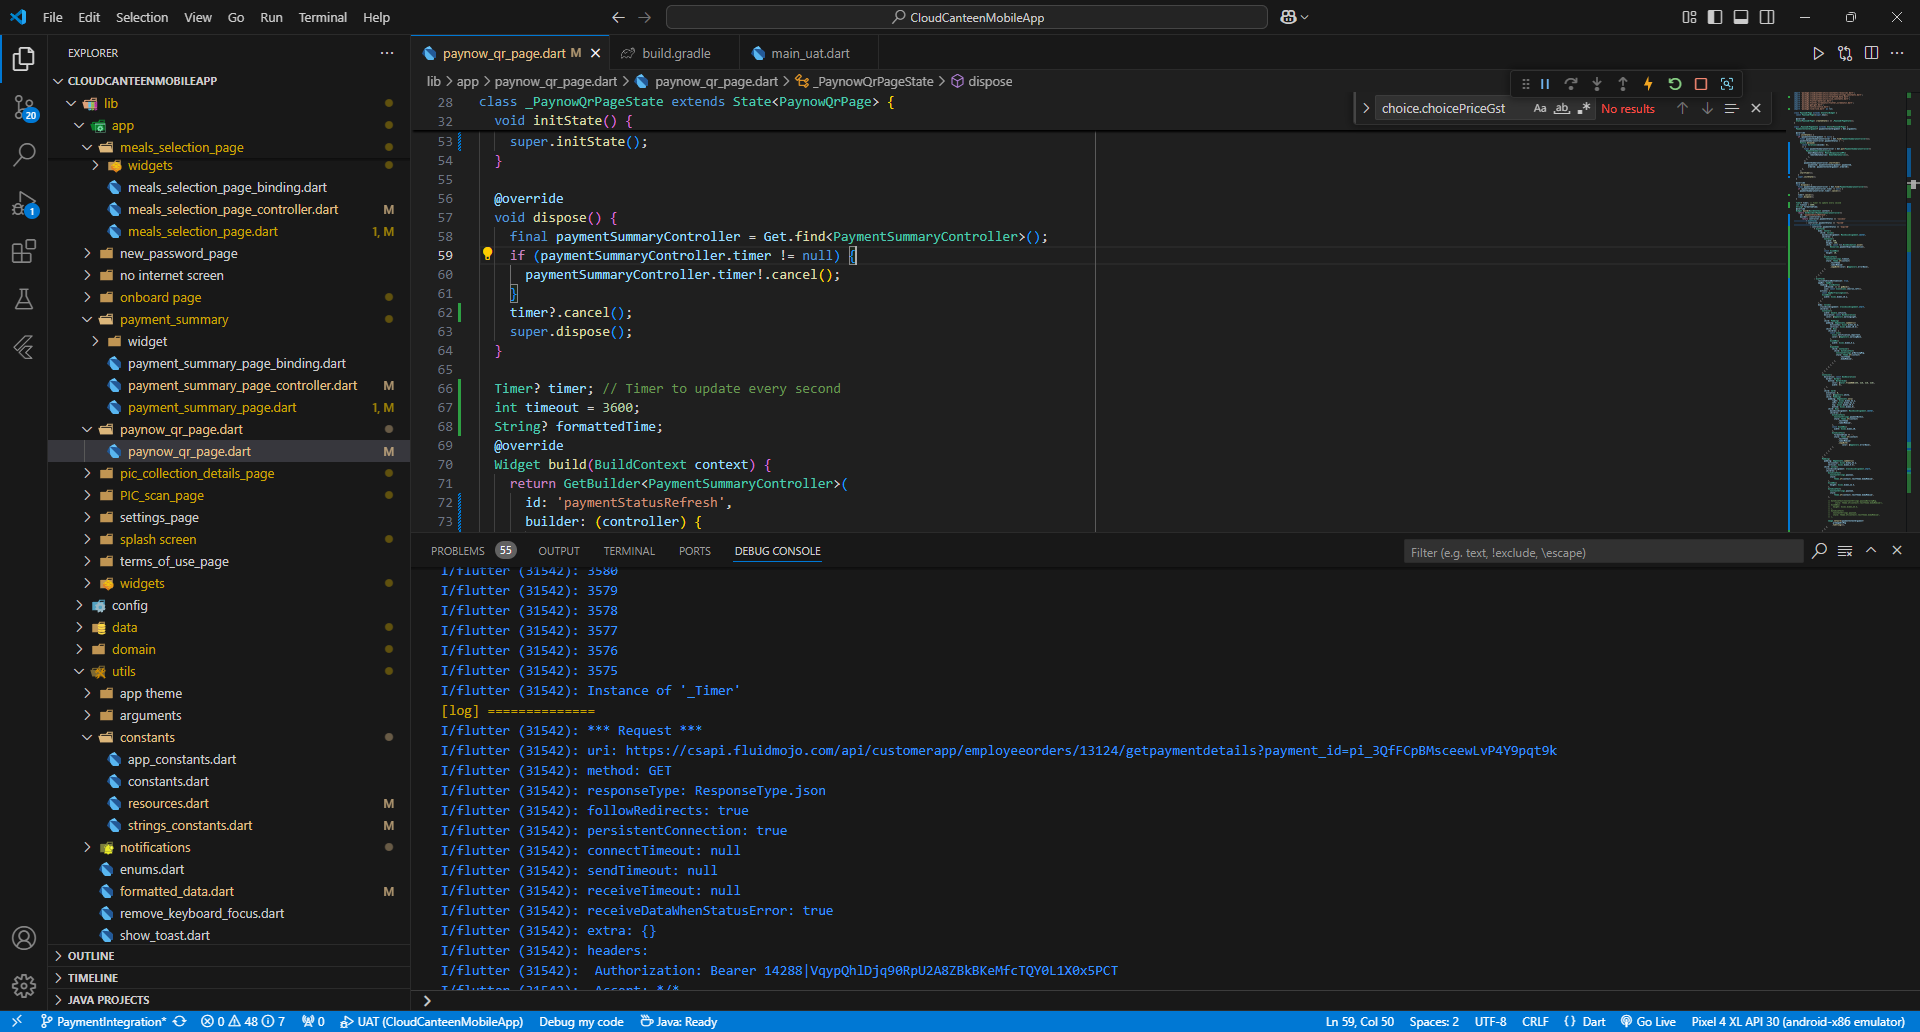 File Edit Selection View Go Run Terminal Help
CloudCanteenMobileApp
EXPLORER
CLOUDCANTEENMOBILEAPP
lib
app
meals_selection_page
widgets
meals_selection_page_binding.dart
meals_selection_page_controller.dart M
meals_selection_page.dart 1, M
new_password_page
no internet screen
onboard page
payment_summary
widget
payment_summary_page_binding.dart
payment_summary_page_controller.dart M
payment_summary_page.dart 1, M
paynow_qr_page.dart
paynow_qr_page.dart M
pic_collection_details_page
PIC_scan_page
settings_page
splash screen
terms_of_use_page
widgets
config
data
domain
utils
app theme
arguments
constants
app_constants.dart
constants.dart
resources.dart M
strings_constants.dart M
notifications
enums.dart
formatted_data.dart M
remove_keyboard_focus.dart
show_toast.dart
OUTLINE
TIMELINE
JAVA PROJECTS
20
1
paynow_qr_page.dart M
build.gradle
main_uat.dart
lib > app > paynow_qr_page.dart > paynow_qr_page.dart > _PaynowQrPageState > dispose
choice.choicePriceGst Aa ab .* No results
28 class _PaynowQrPageState extends State<PaynowQrPage> {
32 void initState() {
53 super.initState();
54 }
55
56 @override
57 void dispose() {
58 final paymentSummaryController = Get.find<PaymentSummaryController>();
59 if (paymentSummaryController.timer != null) {
60 paymentSummaryController.timer!.cancel();
61 }
62 timer?.cancel();
63 super.dispose();
64 }
65
66 Timer? timer; // Timer to update every second
67 int timeout = 3600;
68 String? formattedTime;
69 @override
70 Widget build(BuildContext context) {
71 return GetBuilder<PaymentSummaryController>(
72 id: 'paymentStatusRefresh',
73 builder: (controller) {
PROBLEMS 55 OUTPUT TERMINAL PORTS DEBUG CONSOLE
Filter (e.g. text, !exclude, \escape)
I/flutter (31542): 3580
I/flutter (31542): 3579
I/flutter (31542): 3578
I/flutter (31542): 3577
I/flutter (31542): 3576
I/flutter (31542): 3575
I/flutter (31542): Instance of '_Timer'
[log] ==============
I/flutter (31542): *** Request ***
I/flutter (31542): uri: https://csapi.fluidmojo.com/api/customerapp/employeeorders/13124/getpaymentdetails?payment_id=pi_3QfFCpBMsceewLvP4Y9pqt9k
I/flutter (31542): method: GET
I/flutter (31542): responseType: ResponseType.json
I/flutter (31542): followRedirects: true
I/flutter (31542): persistentConnection: true
I/flutter (31542): connectTimeout: null
I/flutter (31542): sendTimeout: null
I/flutter (31542): receiveTimeout: null
I/flutter (31542): receiveDataWhenStatusError: true
I/flutter (31542): extra: {}
I/flutter (31542): headers:
I/flutter (31542): Authorization: Bearer 14288|VqypQhlDjq90RpU2A8ZBkBKeMfcTQY0L1X0x5PCT
I/flutter (31542): Accept: */*
PaymentIntegration* 0 48 7 0 UAT (CloudCanteenMobileApp) Debug my code Java: Ready
Ln 59, Col 50 Spaces: 2 UTF-8 CRLF {} Dart Go Live Pixel 4 XL API 30 (android-x86 emulator)